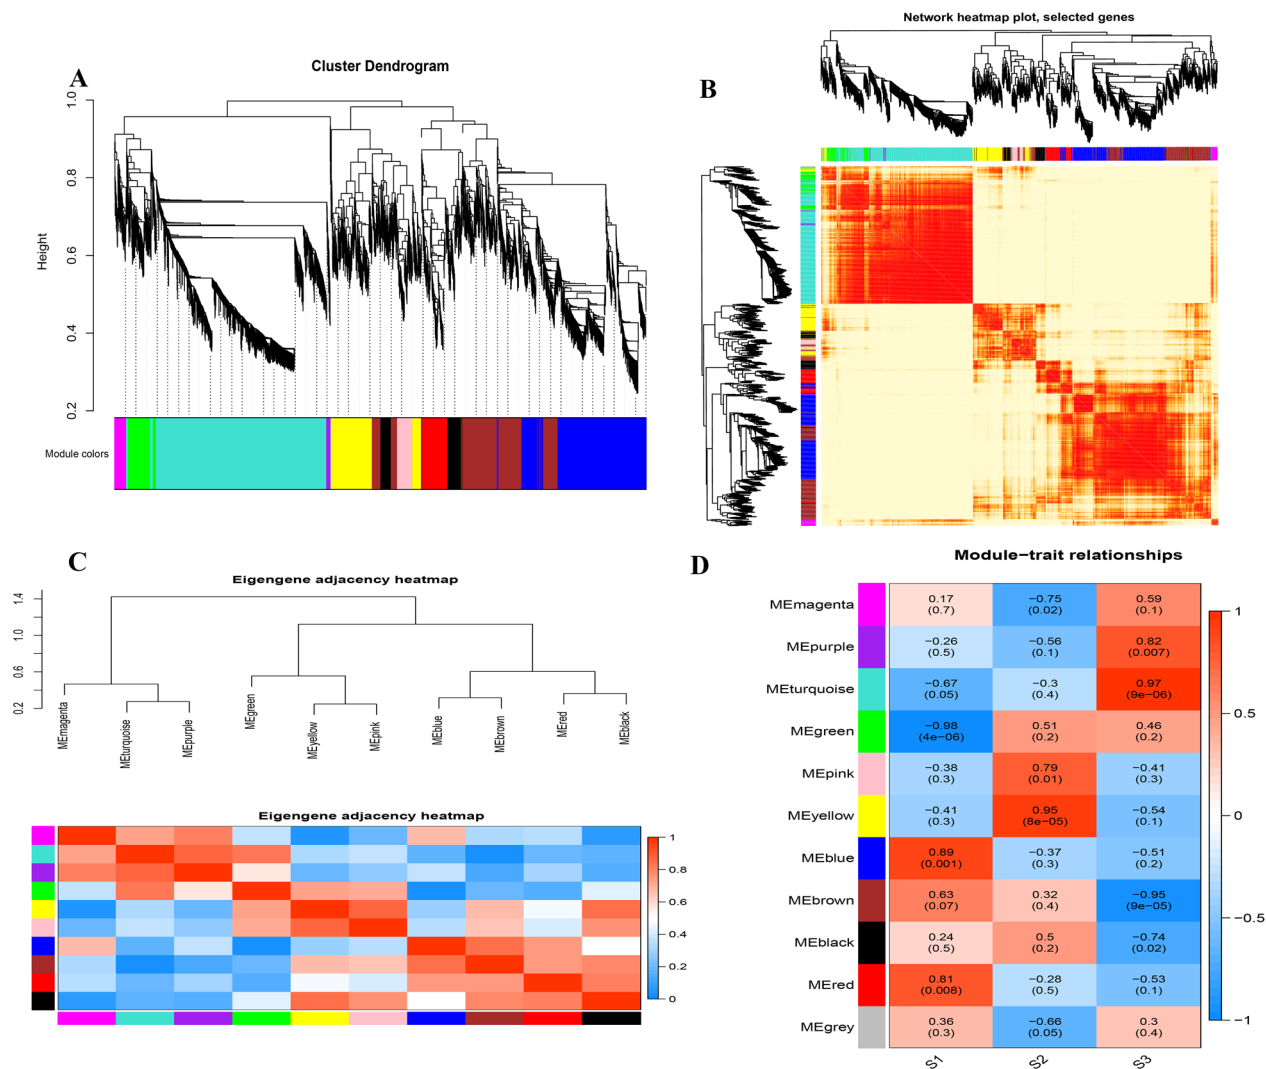 A
Cluster Dendrogram
Height
1.0
0.8
0.6
0.4
0.2
Module colors
B
Network heatmap plot, selected genes
C
Eigengene adjacency heatmap
1.4
1.0
0.6
0.2
MEmagenta
MEturquoise
MEpurple
MEgreen
MEyellow
MEpink
MEblue
MEbrown
MEred
MEblack
Eigengene adjacency heatmap
1
0.8
0.6
0.4
0.2
0
D
Module−trait relationships
MEmagenta
0.17
(0.7)
−0.75
(0.02)
0.59
(0.1)
MEpurple
−0.26
(0.5)
−0.56
(0.1)
0.82
(0.007)
MEturquoise
−0.67
(0.05)
−0.3
(0.4)
0.97
(9e−06)
MEgreen
−0.98
(4e−06)
0.51
(0.2)
0.46
(0.2)
MEpink
−0.38
(0.3)
0.79
(0.01)
−0.41
(0.3)
MEyellow
−0.41
(0.3)
0.95
(8e−05)
−0.54
(0.1)
MEblue
0.89
(0.001)
−0.37
(0.3)
−0.51
(0.2)
MEbrown
0.63
(0.07)
0.32
(0.4)
−0.95
(9e−05)
MEblack
0.24
(0.5)
0.5
(0.2)
−0.74
(0.02)
MEred
0.81
(0.008)
−0.28
(0.5)
−0.53
(0.1)
MEgrey
0.36
(0.3)
−0.66
(0.05)
0.3
(0.4)
S1
S2
S3
1
0.5
0
−0.5
−1